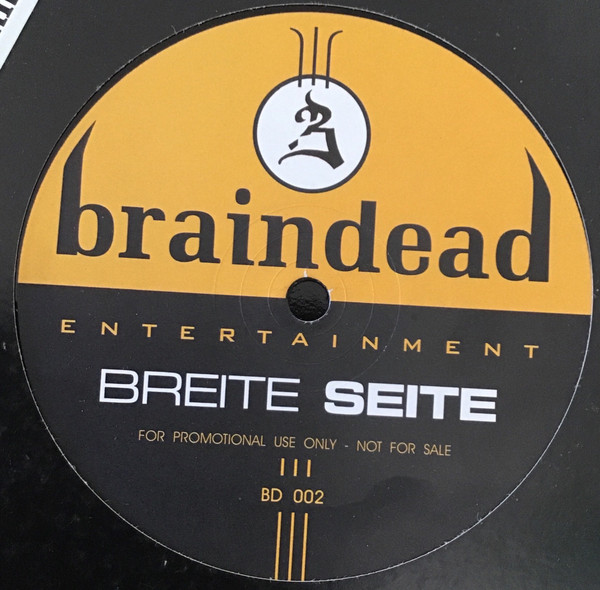 braindead
ENTERTAINMENT
BREITE SEITE
FOR PROMOTIONAL USE ONLY - NOT FOR SALE
BD 002